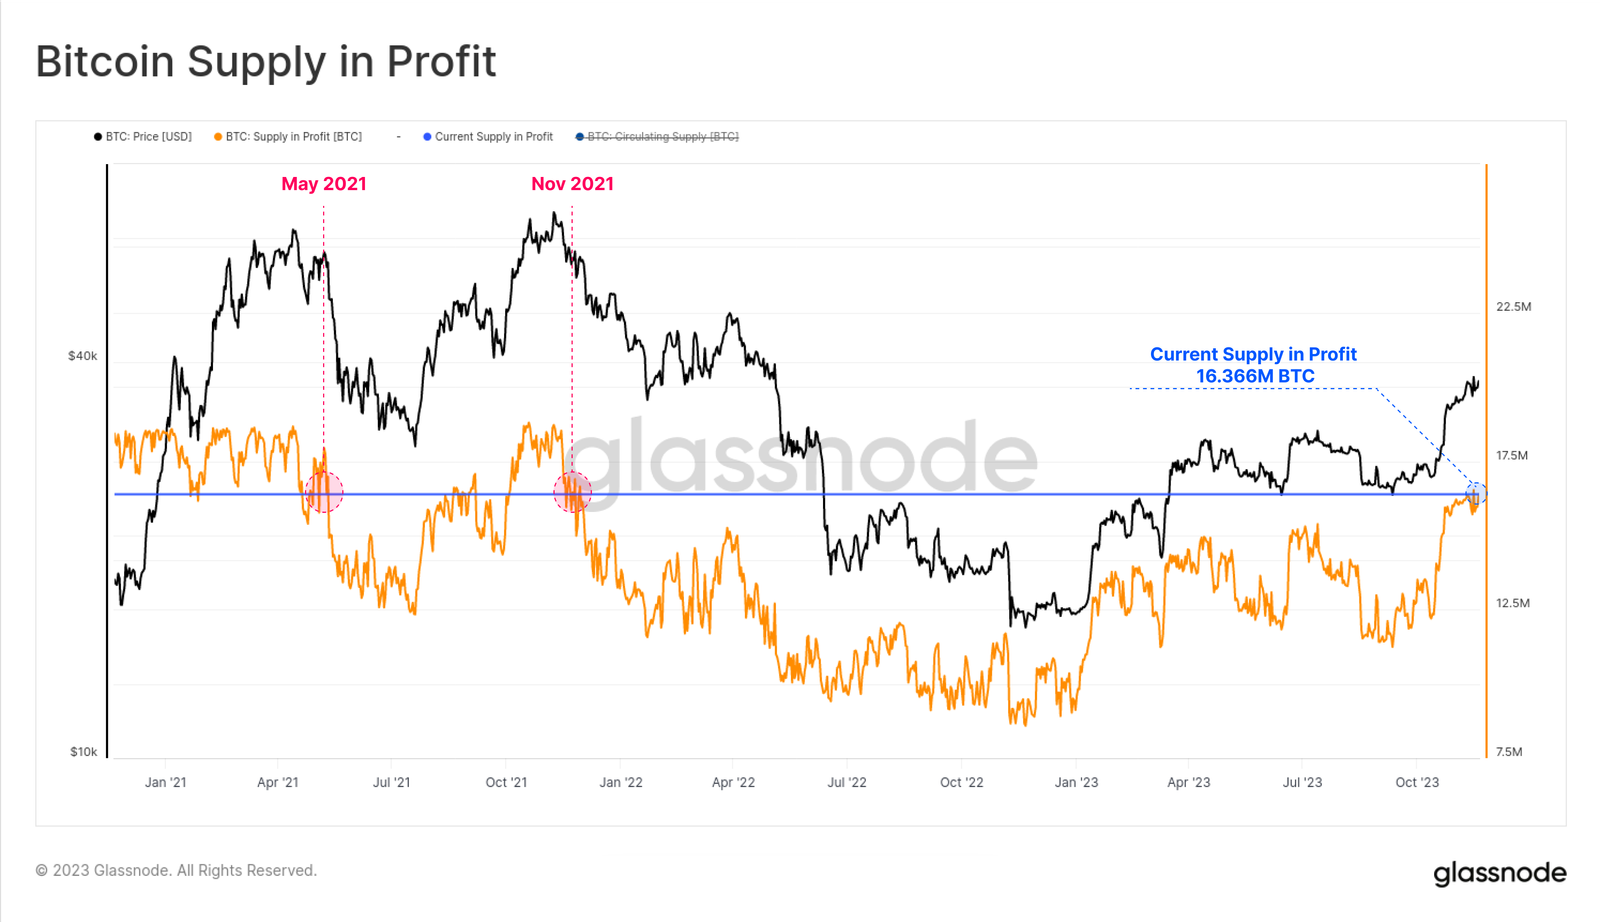 Bitcoin Supply in Profit
BTC: Price [USD]
BTC: Supply in Profit [BTC]
-
Current Supply in Profit
BTC: Circulating Supply [BTC]
May 2021
Nov 2021
22.5M
$40k
Current Supply in Profit
16.366M BTC
glassnode
17.5M
12.5M
$10k
7.5M
Jan '21
Apr '21
Jul '21
Oct '21
Jan '22
Apr '22
Jul '22
Oct '22
Jan '23
Apr '23
Jul '23
Oct '23
© 2023 Glassnode. All Rights Reserved.
glassnode